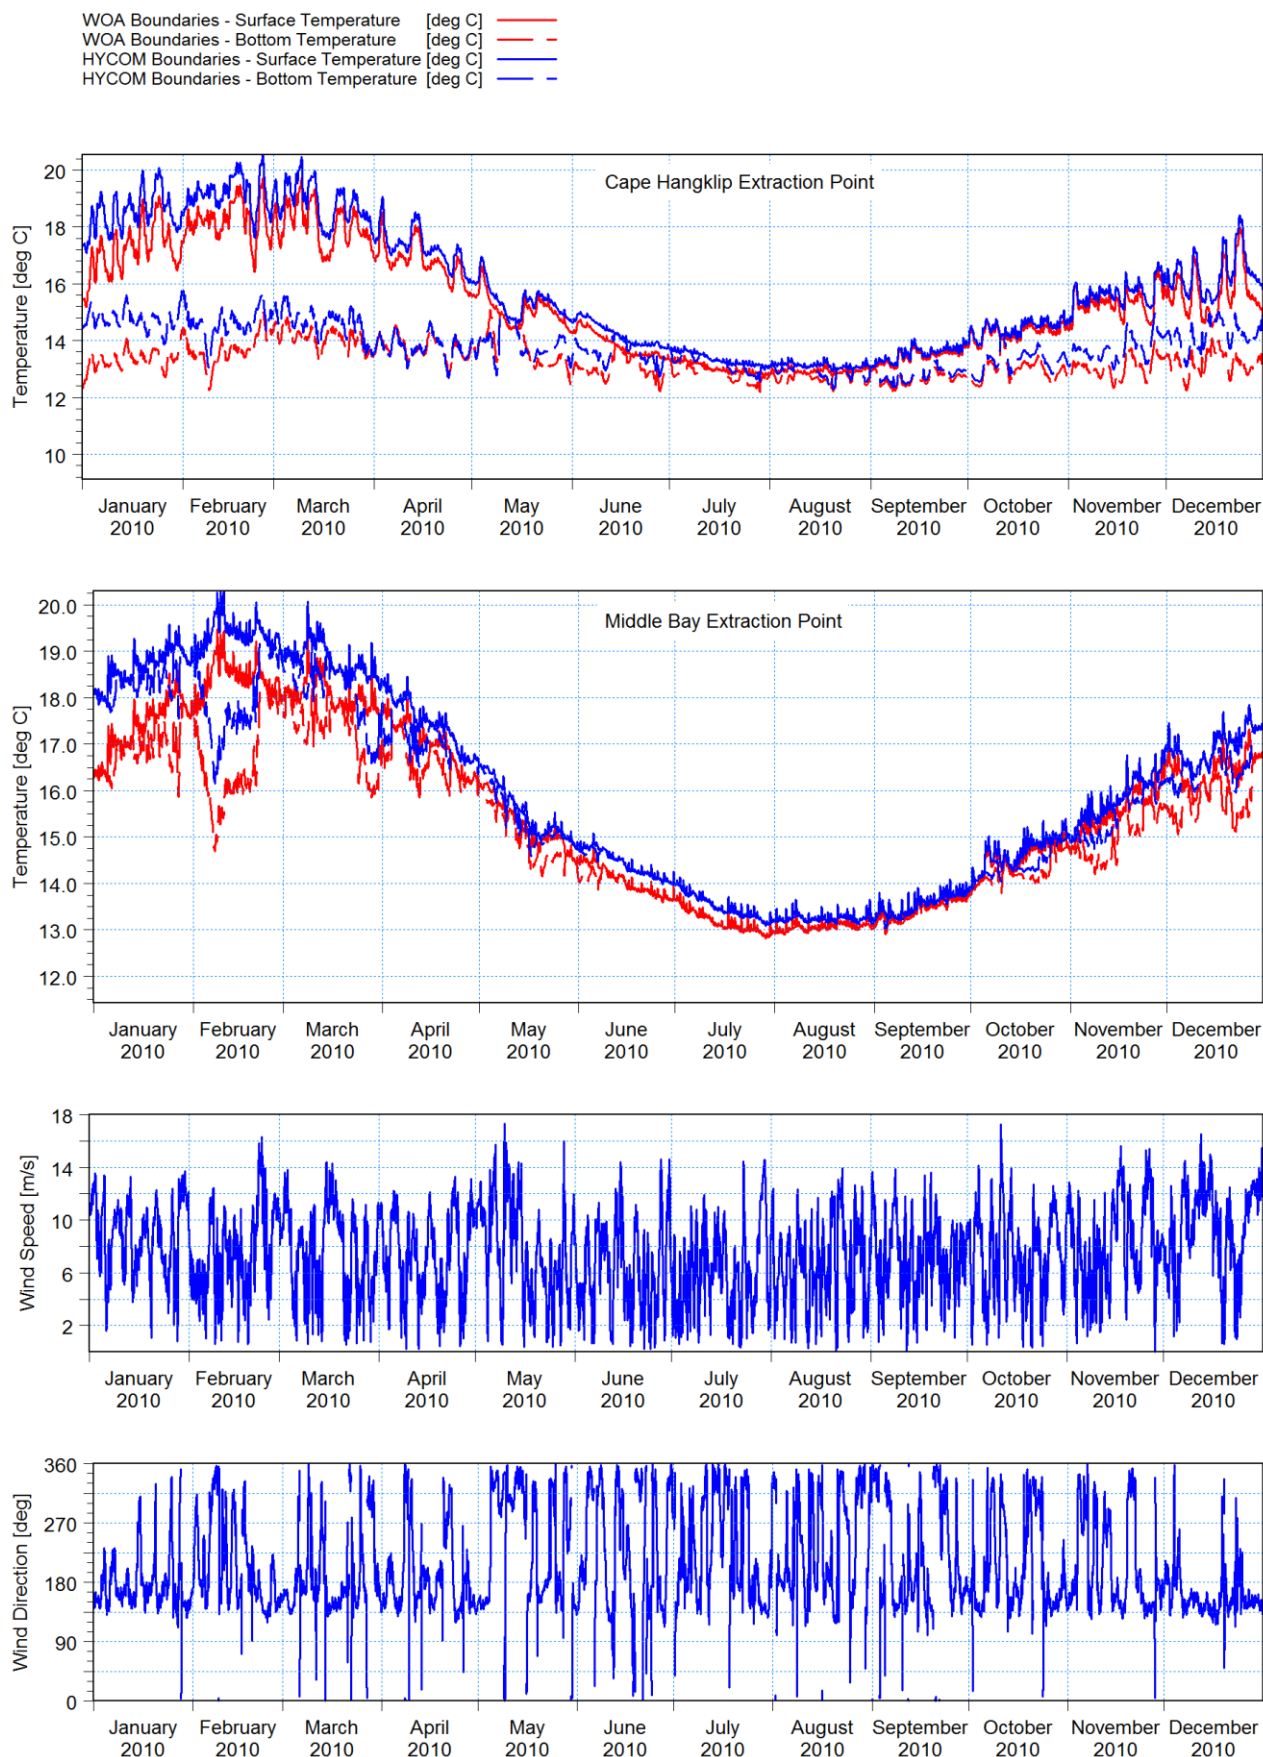 WOA Boundaries - Surface Temperature [deg C]
WOA Boundaries - Bottom Temperature [deg C]
HYCOM Boundaries - Surface Temperature [deg C]
HYCOM Boundaries - Bottom Temperature [deg C]
Cape Hangklip Extraction Point
Temperature [deg C]
20
18
16
14
12
10
January February March April May June July August September October November December
2010 2010 2010 2010 2010 2010 2010 2010 2010 2010 2010 2010
Middle Bay Extraction Point
Temperature [deg C]
20.0
19.0
18.0
17.0
16.0
15.0
14.0
13.0
12.0
January February March April May June July August September October November December
2010 2010 2010 2010 2010 2010 2010 2010 2010 2010 2010 2010
Wind Speed [m/s]
18
14
10
6
2
January February March April May June July August September October November December
2010 2010 2010 2010 2010 2010 2010 2010 2010 2010 2010 2010
Wind Direction [deg]
360
270
180
90
0
January February March April May June July August September October November December
2010 2010 2010 2010 2010 2010 2010 2010 2010 2010 2010 2010